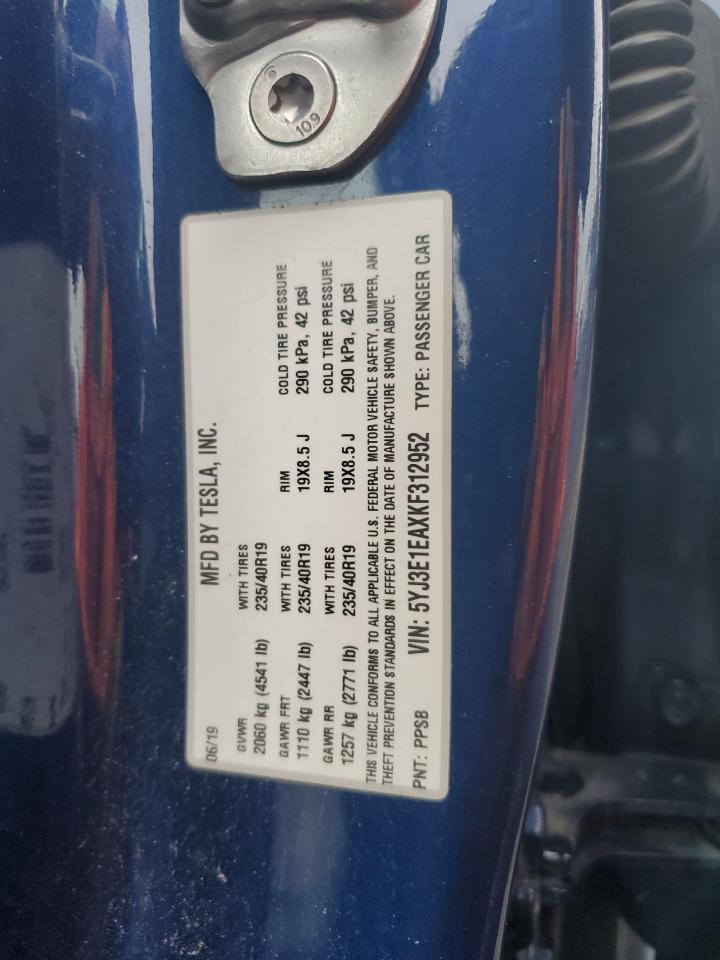 10.9
06/19 MFD BY TESLA, INC.
GVWR WITH TIRES
2060 kg (4541 lb) 235/40R19
GAWR FRT WITH TIRES RIM COLD TIRE PRESSURE
1110 kg (2447 lb) 235/40R19 19X8.5 J 290 kPa, 42 psi
GAWR RR WITH TIRES RIM COLD TIRE PRESSURE
1257 kg (2771 lb) 235/40R19 19X8.5 J 290 kPa, 42 psi
THIS VEHICLE CONFORMS TO ALL APPLICABLE U.S. FEDERAL MOTOR VEHICLE SAFETY, BUMPER, AND
THEFT PREVENTION STANDARDS IN EFFECT ON THE DATE OF MANUFACTURE SHOWN ABOVE.
PNT: PPSB VIN: 5YJ3E1EAXKF312952 TYPE: PASSENGER CAR